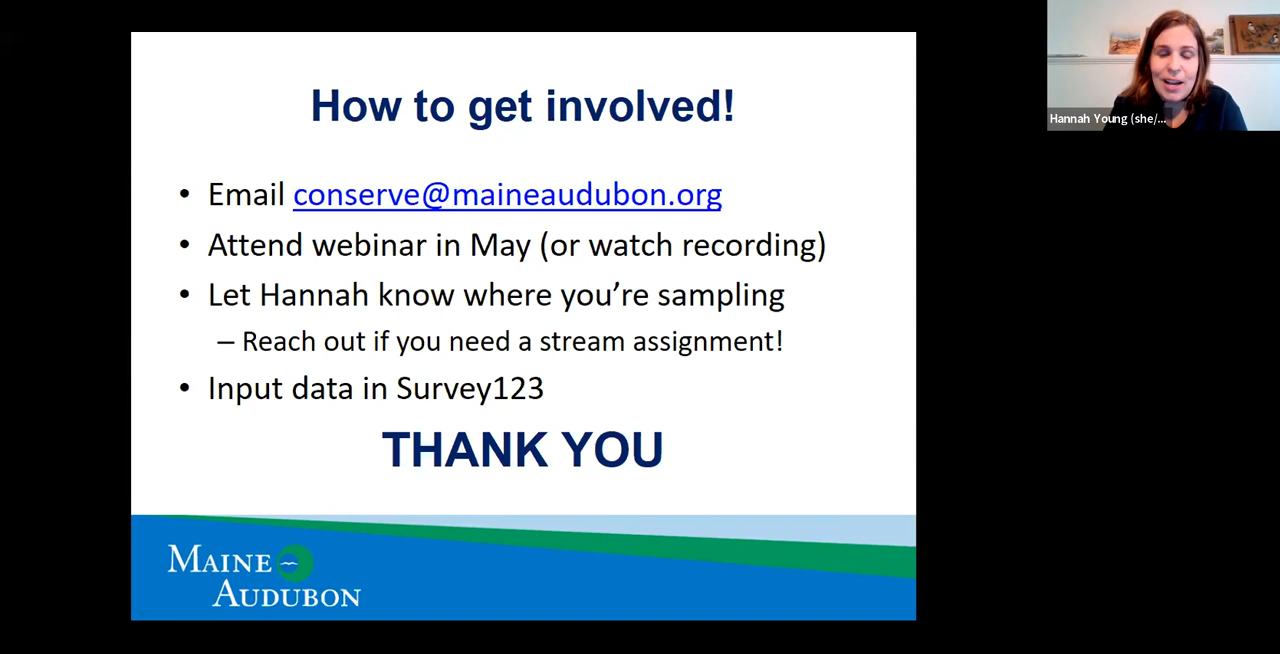 How to get involved!
• Email conserve@maineaudubon.org
• Attend webinar in May (or watch recording)
• Let Hannah know where you’re sampling
– Reach out if you need a stream assignment!
• Input data in Survey123
THANK YOU
MAINE
AUDUBON
Hannah Young (she/...